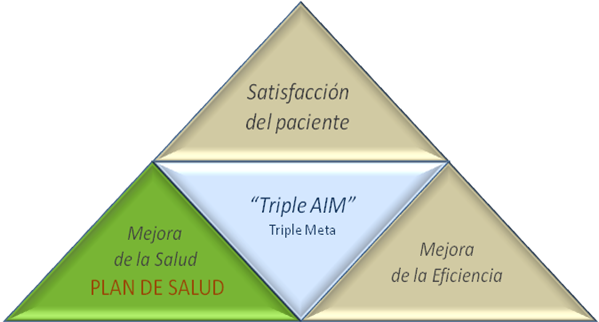 Satisfacción
del paciente
“Triple AIM”
Triple Meta
Mejora
de la Salud
PLAN DE SALUD
Mejora
de la Eficiencia